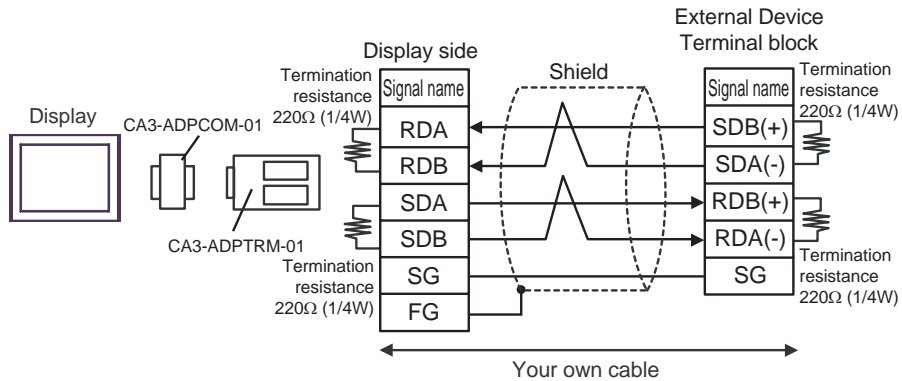 External Device
Terminal block
Display side
Termination
resistance
220Ω (1/4W)
Shield
Termination
resistance
220Ω (1/4W)
Display
CA3-ADPCOM-01
CA3-ADPTRM-01
Signal name
RDA
RDB
SDA
SDB
SG
FG
Signal name
SDB(+)
SDA(-)
RDB(+)
RDA(-)
SG
Termination
resistance
220Ω (1/4W)
Termination
resistance
220Ω (1/4W)
Your own cable